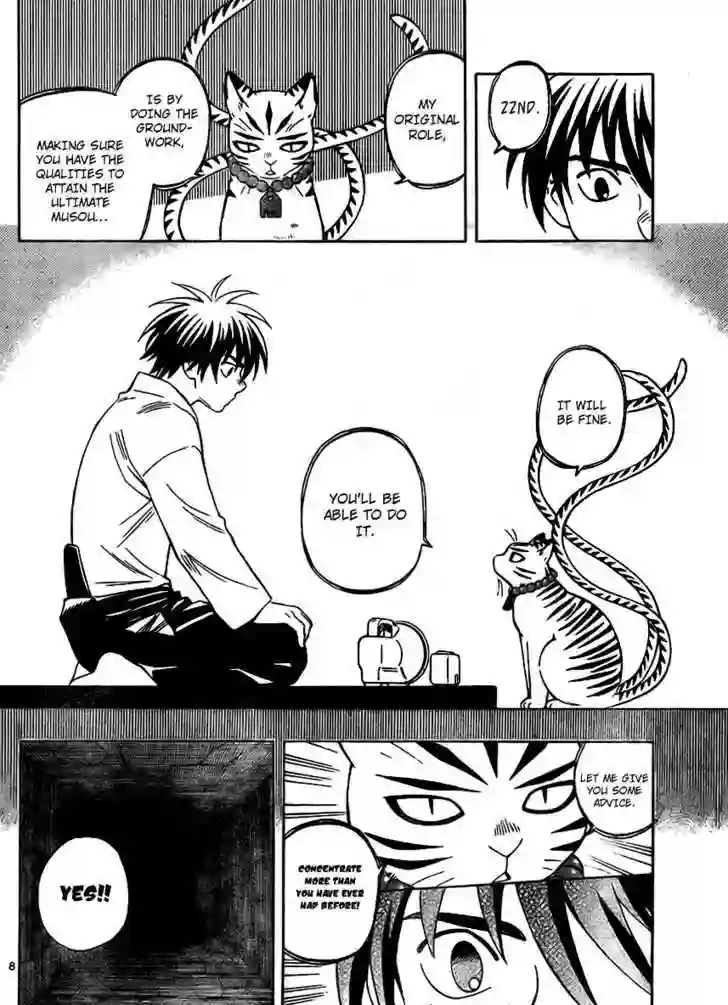 22ND.
MY
ORIGINAL
ROLE,
IS BY
DOING THE
GROUND-
WORK,
MAKING SURE
YOU HAVE THE
QUALITIES TO
ATTAIN THE
ULTIMATE
MUSOU...
IT WILL
BE FINE.
YOU'LL BE
ABLE TO DO
IT.
LET ME GIVE
YOU SOME
ADVICE.
CONCENTRATE
MORE THAN
YOU HAVE EVER
HAD BEFORE!
YES!!
8